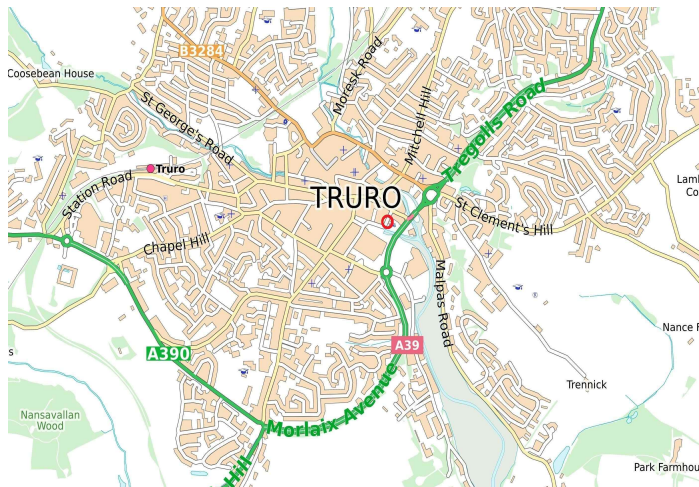 B3284
Coosebean House
Moresk Road
Mitchell Hill
Tregolls Road
St George's Road
Truro
Station Road
TRURO
Lamb
Co
St Clement's Hill
Chapel Hill
Malpas Road
Nance F
A39
A390
s
Trennick
Nansavallan
Wood
Morlaix Avenue
Hill
Park Farmhou